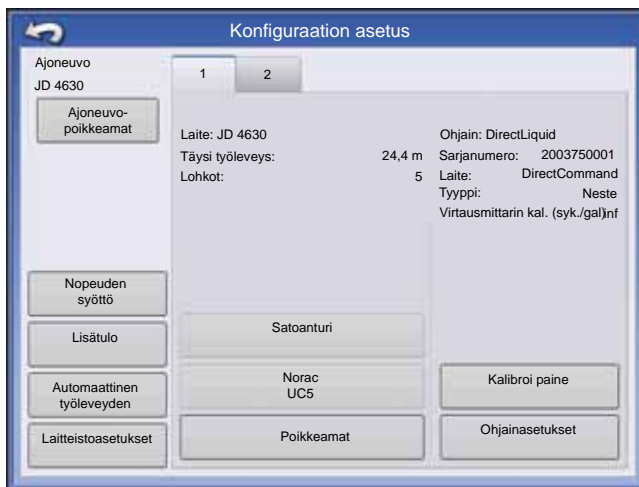 Konfiguraation asetus
Ajoneuvo
JD 4630
Ajoneuvo-
poikkeamat
Nopeuden
syöttö
Lisätulo
Automaattinen
työleveyden
Laitteistoasetukset
1
2
Laite: JD 4630
Täysi työleveys: 24,4 m
Lohkot: 5
Satoanturi
Norac
UC5
Poikkeamat
Ohjain: DirectLiquid
Sarjanumero: 2003750001
Laite: DirectCommand
Tyyppi: Neste
Virtausmittarin kal. (syk./gal)inf
Kalibroi paine
Ohjainasetukset